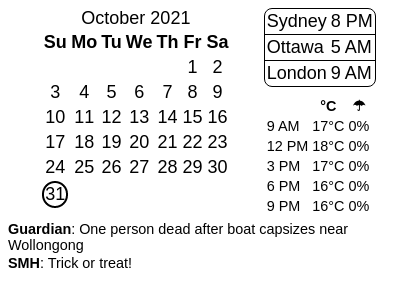 October 2021
Su Mo Tu We Th Fr Sa
1 2
3 4 5 6 7 8 9
10 11 12 13 14 15 16
17 18 19 20 21 22 23
24 25 26 27 28 29 30
31
Sydney 8 PM
Ottawa 5 AM
London 9 AM
°C ☂
9 AM 17°C 0%
12 PM 18°C 0%
3 PM 17°C 0%
6 PM 16°C 0%
9 PM 16°C 0%
Guardian: One person dead after boat capsizes near
Wollongong
SMH: Trick or treat!